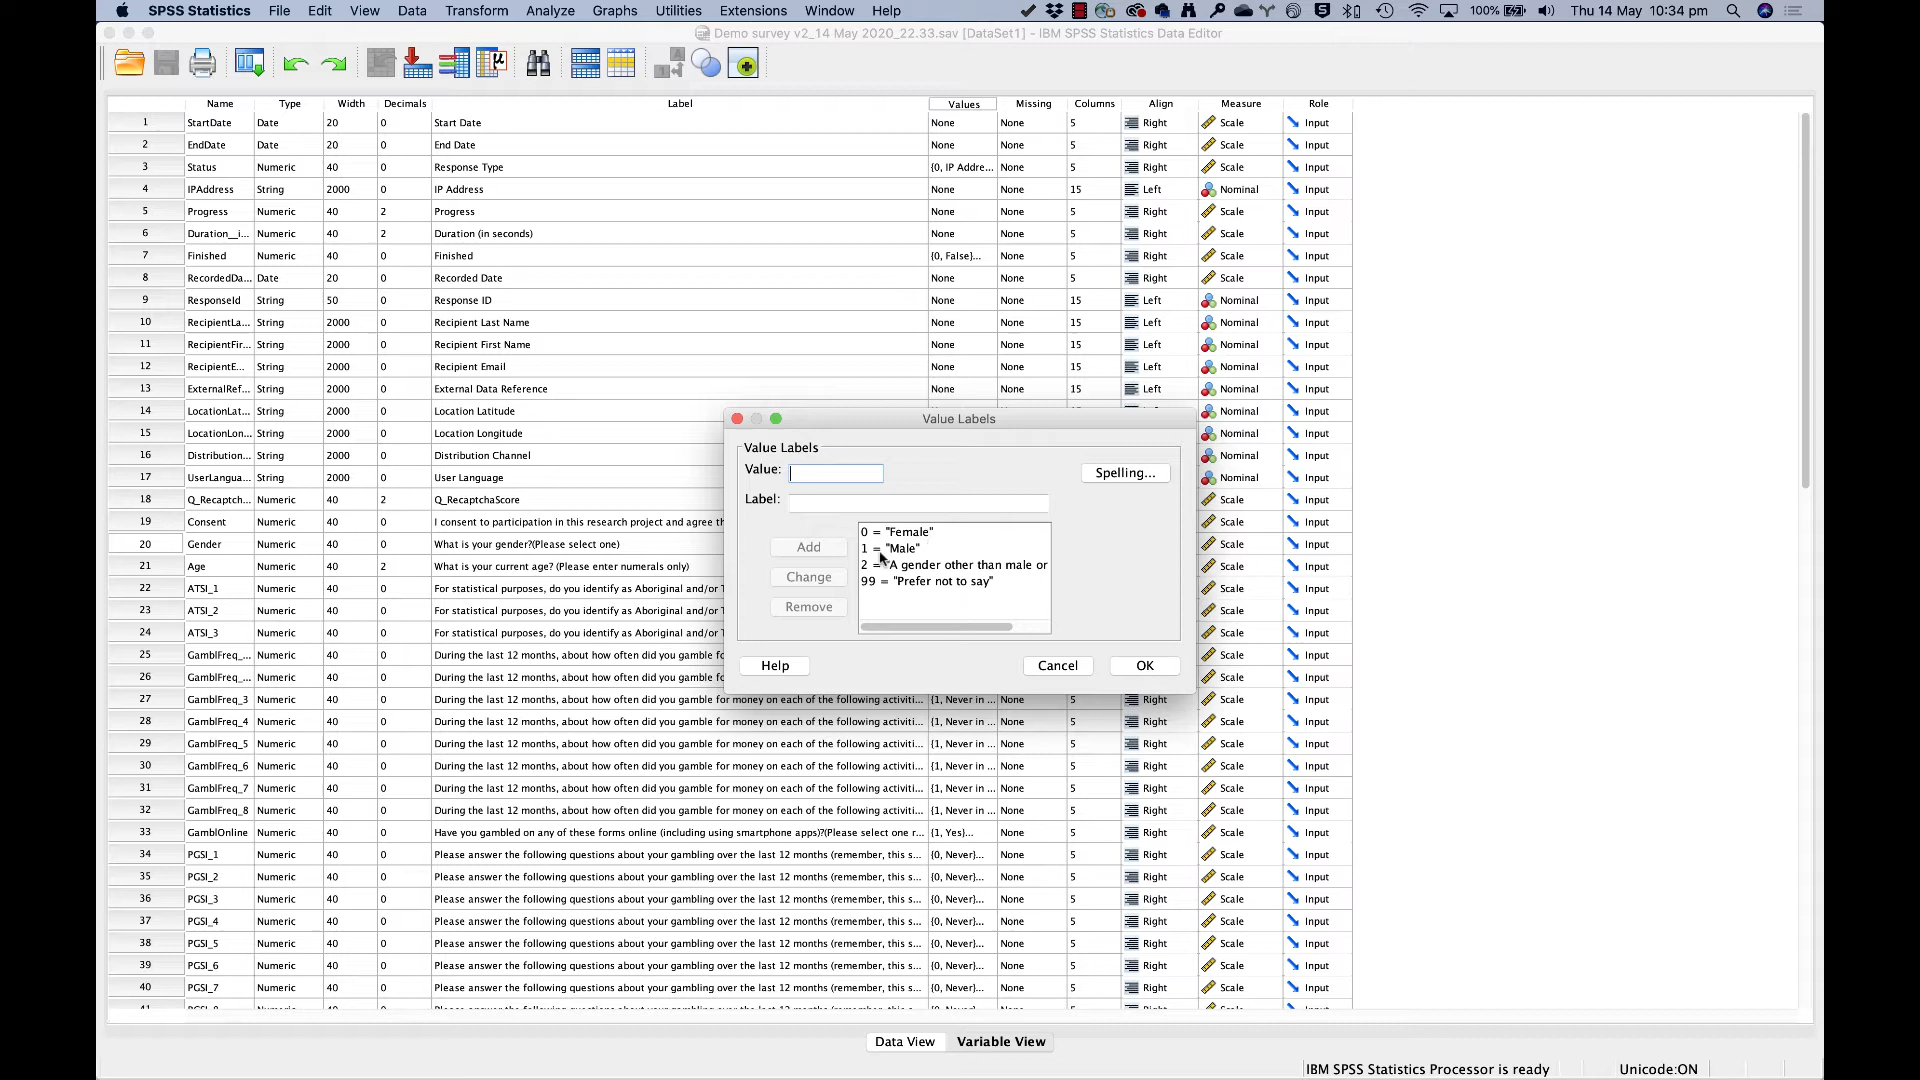 SPSS Statistics File Edit View Data Transform Analyze Graphs Utilities Extensions Window Help 100% Thu 14 May 10:34 pm
Demo survey v2_14 May 2020_22.33.sav [DataSet1] - IBM SPSS Statistics Data Editor
Name Type Width Decimals Label Values Missing Columns Align Measure Role
1 StartDate Date 20 0 Start Date None None 5 Right Scale Input
2 EndDate Date 20 0 End Date None None 5 Right Scale Input
3 Status Numeric 40 0 Response Type {0, IP Addre... None 5 Right Scale Input
4 IPAddress String 2000 0 IP Address None None 15 Left Nominal Input
5 Progress Numeric 40 2 Progress None None 5 Right Scale Input
6 Duration__i... Numeric 40 2 Duration (in seconds) None None 5 Right Scale Input
7 Finished Numeric 40 0 Finished {0, False}... None 5 Right Scale Input
8 RecordedDa... Date 20 0 Recorded Date None None 5 Right Scale Input
9 ResponseId String 50 0 Response ID None None 15 Left Nominal Input
10 RecipientLa... String 2000 0 Recipient Last Name None None 15 Left Nominal Input
11 RecipientFir... String 2000 0 Recipient First Name None None 15 Left Nominal Input
12 RecipientE... String 2000 0 Recipient Email None None 15 Left Nominal Input
13 ExternalRef... String 2000 0 External Data Reference None None 15 Left Nominal Input
14 LocationLat... String 2000 0 Location Latitude Nominal Input
15 LocationLon... String 2000 0 Location Longitude Nominal Input
16 Distribution... String 2000 0 Distribution Channel Nominal Input
17 UserLangua... String 2000 0 User Language Nominal Input
18 Q_Recaptch... Numeric 40 2 Q_RecaptchaScore Scale Input
19 Consent Numeric 40 0 I consent to participation in this research project and agree th Scale Input
20 Gender Numeric 40 0 What is your gender?(Please select one) Scale Input
21 Age Numeric 40 2 What is your current age? (Please enter numerals only) Scale Input
22 ATSI_1 Numeric 40 0 For statistical purposes, do you identify as Aboriginal and/or T Scale Input
23 ATSI_2 Numeric 40 0 For statistical purposes, do you identify as Aboriginal and/or T Scale Input
24 ATSI_3 Numeric 40 0 For statistical purposes, do you identify as Aboriginal and/or T Scale Input
25 GamblFreq_... Numeric 40 0 During the last 12 months, about how often did you gamble for Scale Input
26 GamblFreq_... Numeric 40 0 During the last 12 months, about how often did you gamble for Scale Input
27 GamblFreq_3 Numeric 40 0 During the last 12 months, about how often did you gamble for money on each of the following activiti... {1, Never in ... None 5 Right Scale Input
28 GamblFreq_4 Numeric 40 0 During the last 12 months, about how often did you gamble for money on each of the following activiti... {1, Never in ... None 5 Right Scale Input
29 GamblFreq_5 Numeric 40 0 During the last 12 months, about how often did you gamble for money on each of the following activiti... {1, Never in ... None 5 Right Scale Input
30 GamblFreq_6 Numeric 40 0 During the last 12 months, about how often did you gamble for money on each of the following activiti... {1, Never in ... None 5 Right Scale Input
31 GamblFreq_7 Numeric 40 0 During the last 12 months, about how often did you gamble for money on each of the following activiti... {1, Never in ... None 5 Right Scale Input
32 GamblFreq_8 Numeric 40 0 During the last 12 months, about how often did you gamble for money on each of the following activiti... {1, Never in ... None 5 Right Scale Input
33 GamblOnline Numeric 40 0 Have you gambled on any of these forms online (including using smartphone apps)?(Please select one r... {1, Yes}... None 5 Right Scale Input
34 PGSI_1 Numeric 40 0 Please answer the following questions about your gambling over the last 12 months (remember, this s... {0, Never}... None 5 Right Scale Input
35 PGSI_2 Numeric 40 0 Please answer the following questions about your gambling over the last 12 months (remember, this s... {0, Never}... None 5 Right Scale Input
36 PGSI_3 Numeric 40 0 Please answer the following questions about your gambling over the last 12 months (remember, this s... {0, Never}... None 5 Right Scale Input
37 PGSI_4 Numeric 40 0 Please answer the following questions about your gambling over the last 12 months (remember, this s... {0, Never}... None 5 Right Scale Input
38 PGSI_5 Numeric 40 0 Please answer the following questions about your gambling over the last 12 months (remember, this s... {0, Never}... None 5 Right Scale Input
39 PGSI_6 Numeric 40 0 Please answer the following questions about your gambling over the last 12 months (remember, this s... {0, Never}... None 5 Right Scale Input
40 PGSI_7 Numeric 40 0 Please answer the following questions about your gambling over the last 12 months (remember, this s... {0, Never}... None 5 Right Scale Input
Value Labels
Value Labels
Value: Spelling...
Label:
0 = "Female"
Add 1 = "Male"
2 = "A gender other than male or
Change 99 = "Prefer not to say"
Remove
Help Cancel OK
Data View Variable View
IBM SPSS Statistics Processor is ready Unicode:ON